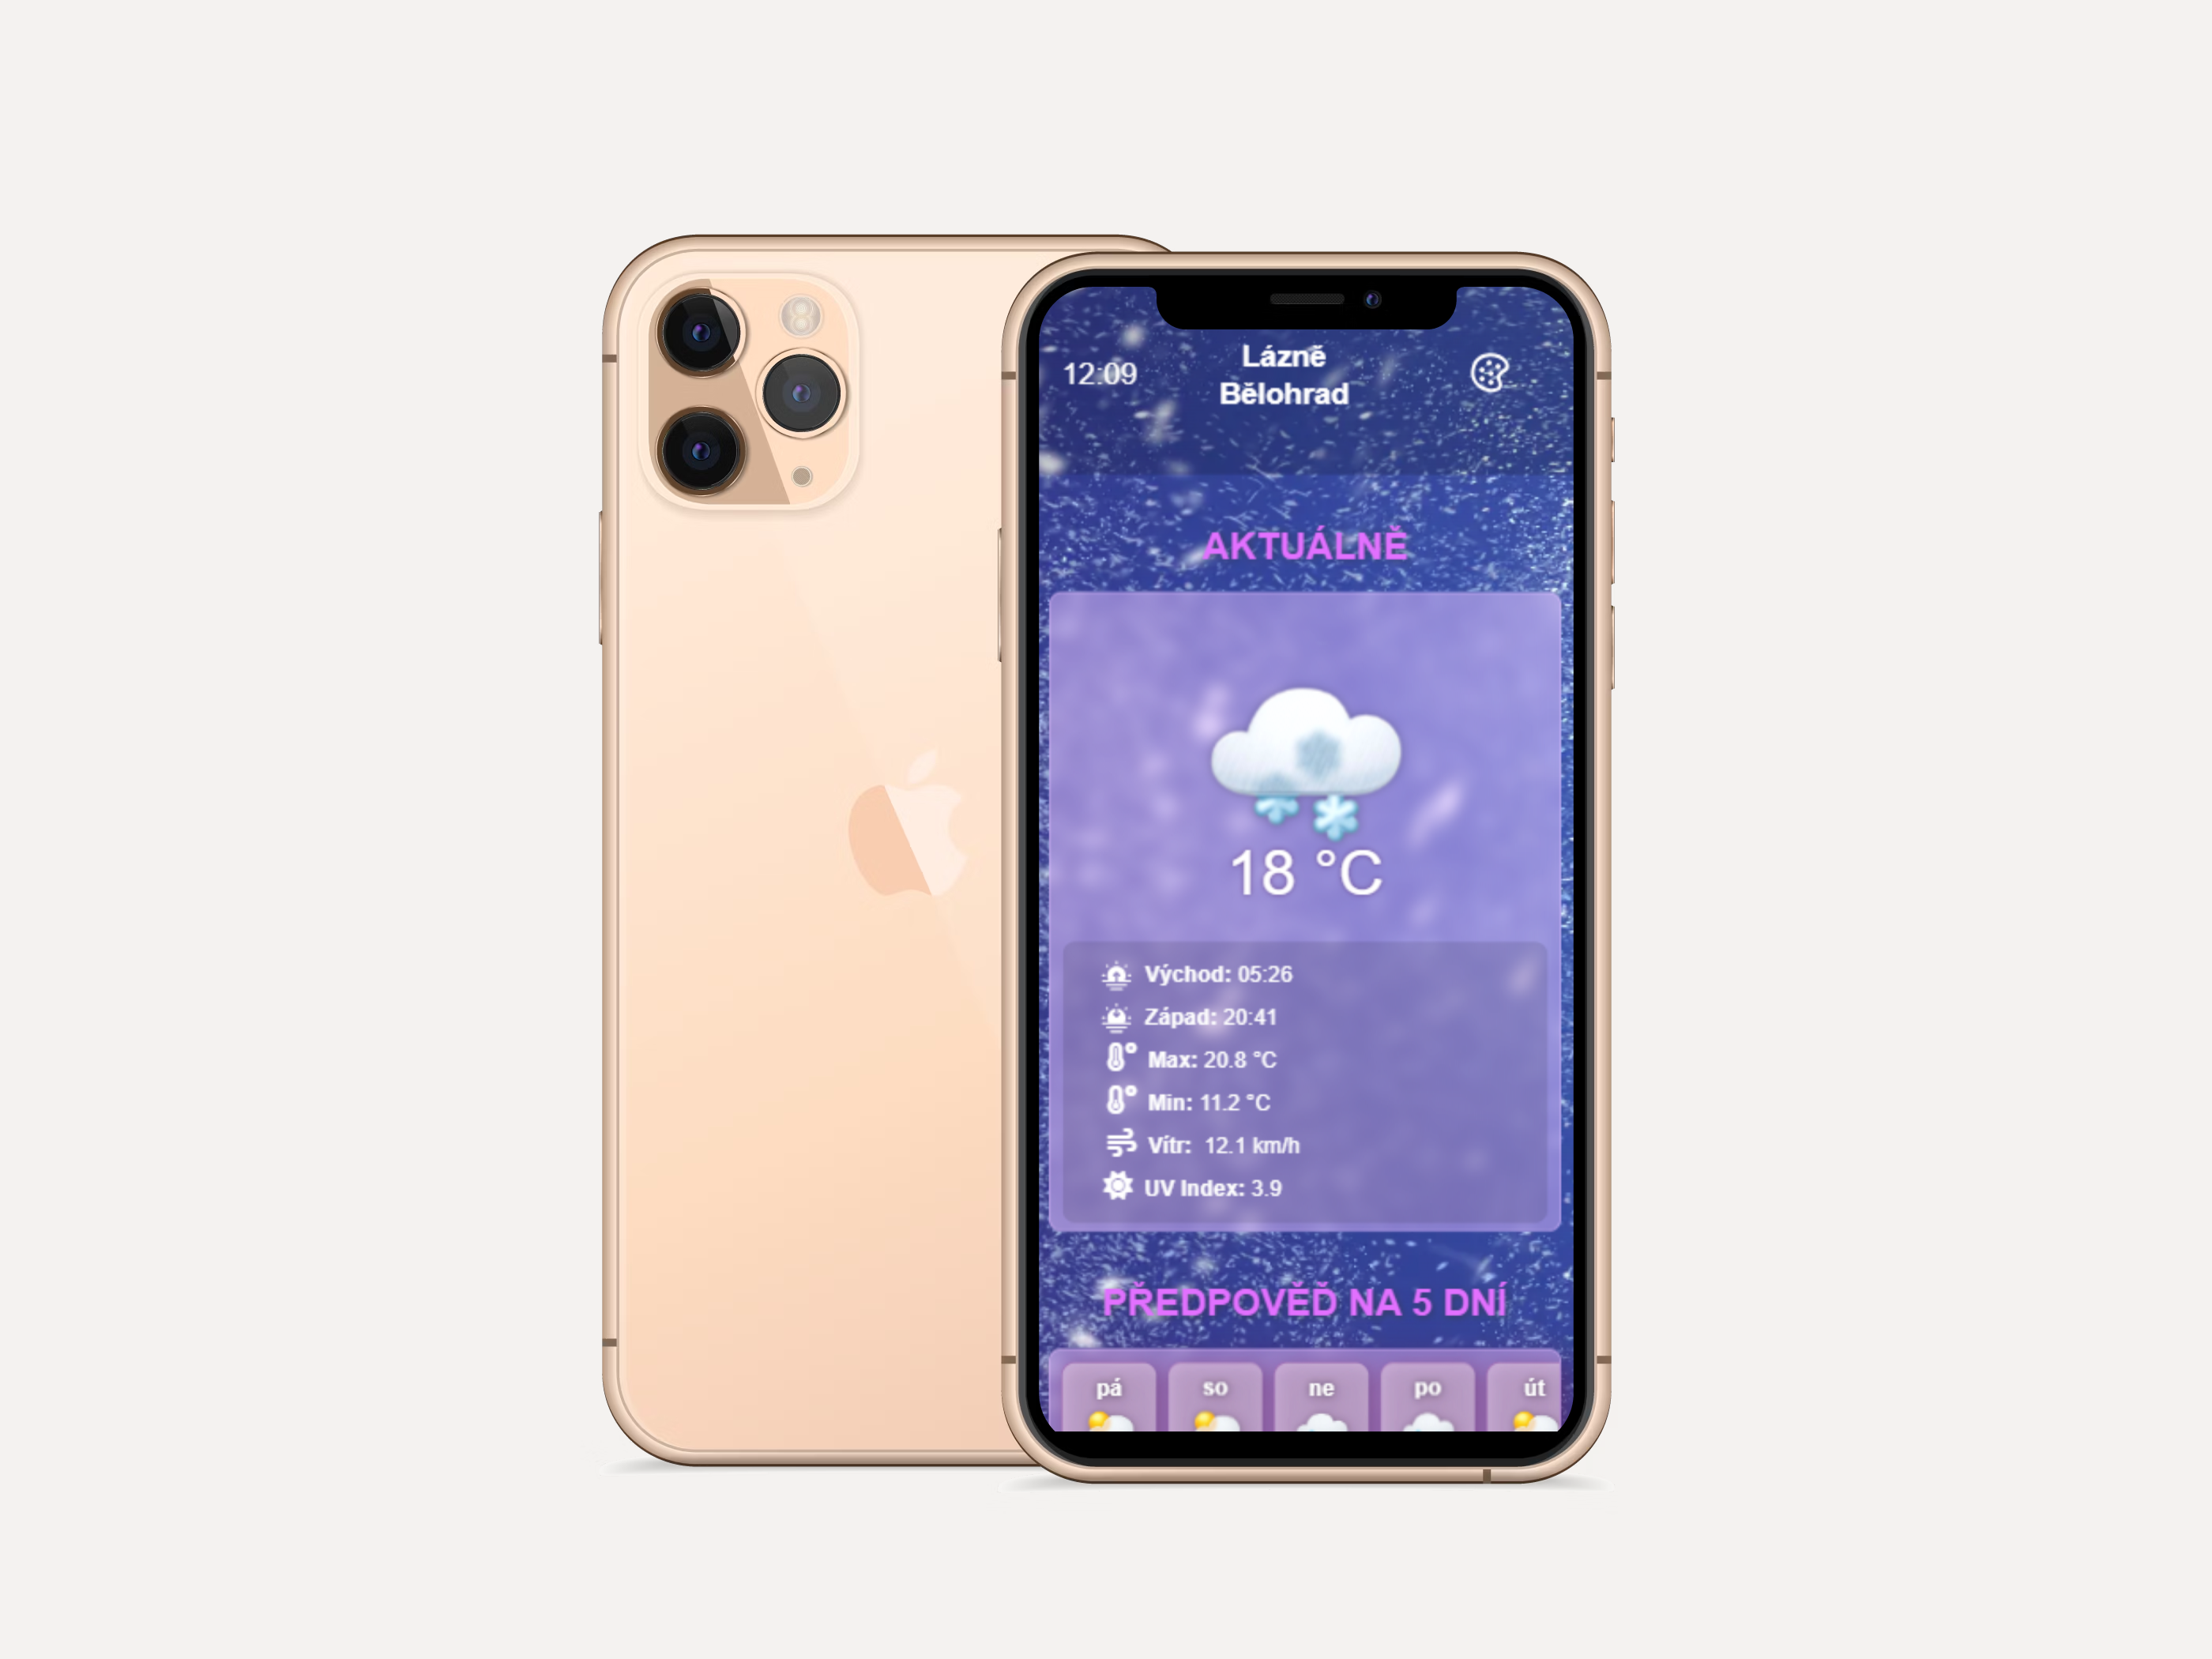 12:09
Lázně
Bělohrad
AKTUÁLNĚ
18 °C
Východ: 05:26
Západ: 20:41
Max: 20.8 °C
Min: 11.2 °C
Vítr: 12.1 km/h
UV Index: 3.9
PŘEDPOVĚĎ NA 5 DNÍ
pá so ne po út